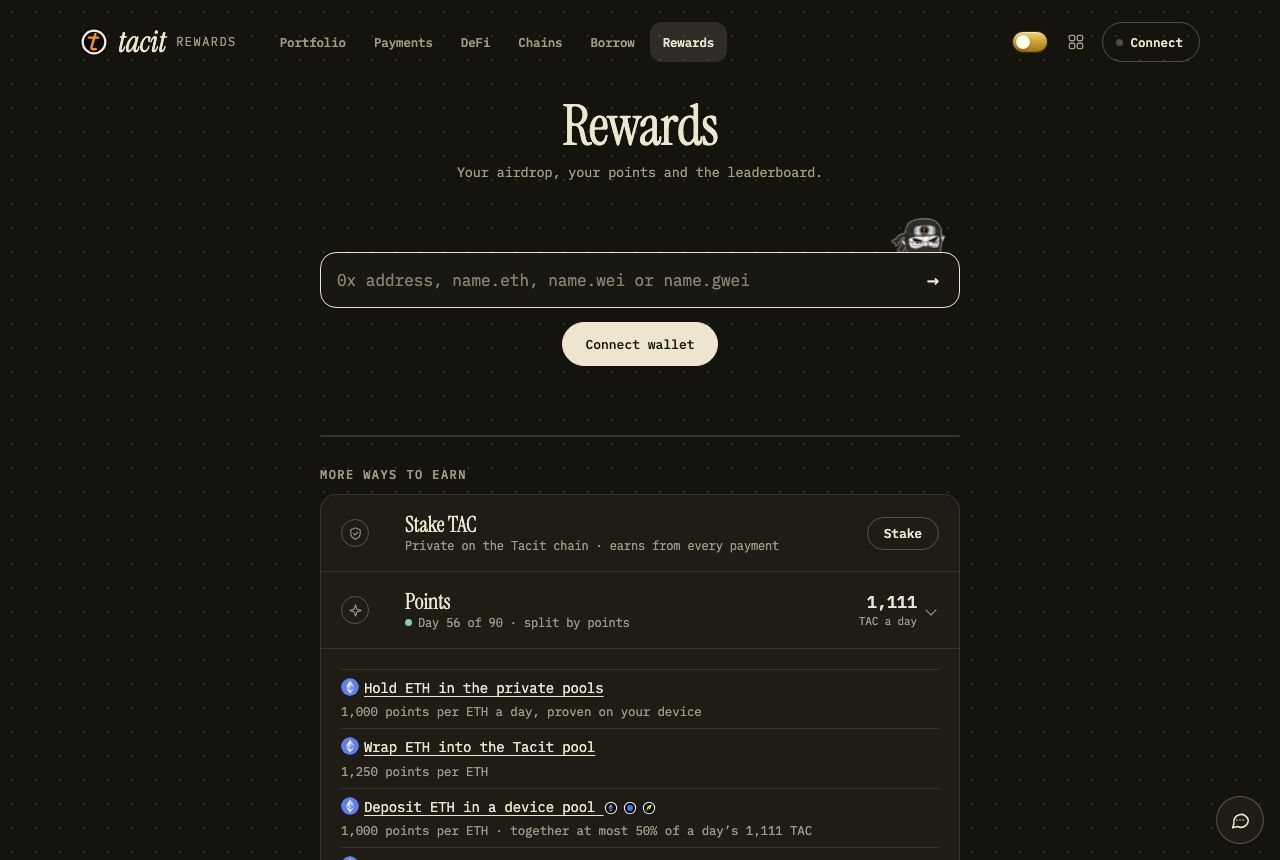 tacit REWARDS
Portfolio Payments DeFi Chains Borrow Rewards
Connect
Rewards
Your airdrop, your points and the leaderboard.
0x address, name.eth, name.wei or name.gwei →
Connect wallet
MORE WAYS TO EARN
Stake TAC
Private on the Tacit chain · earns from every payment
Stake
Points
Day 56 of 90 · split by points
1,111
TAC a day
Hold ETH in the private pools
1,000 points per ETH a day, proven on your device
Wrap ETH into the Tacit pool
1,250 points per ETH
Deposit ETH in a device pool
1,000 points per ETH · together at most 50% of a day’s 1,111 TAC